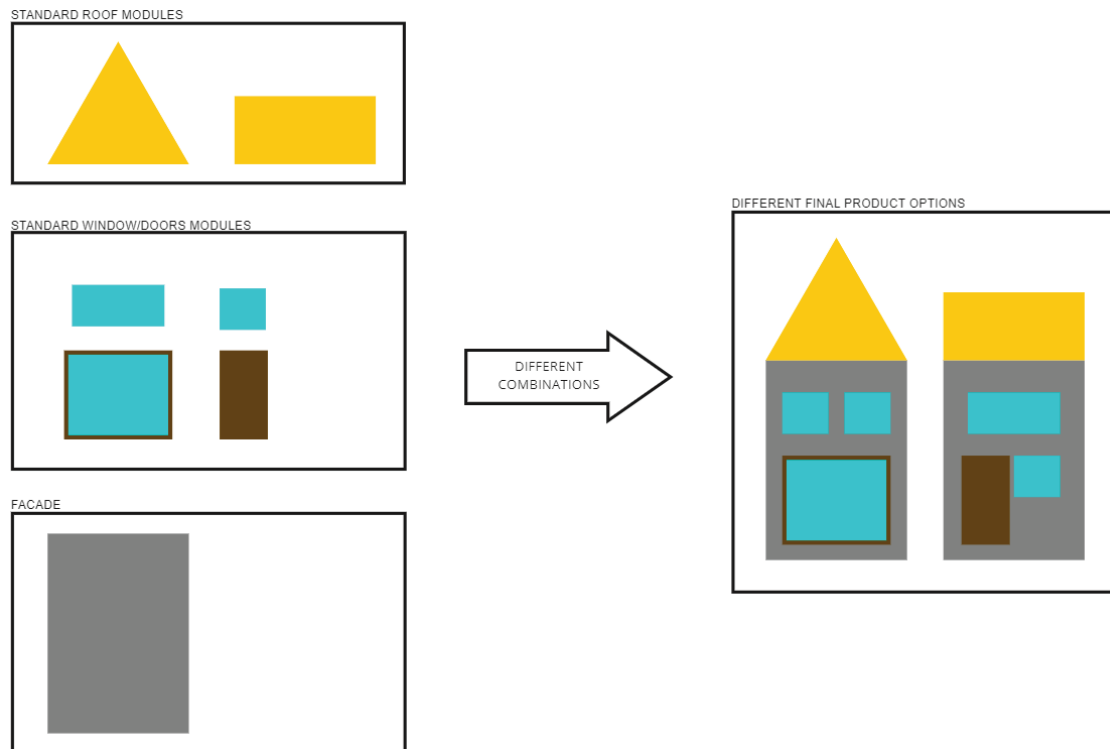 STANDARD ROOF MODULES
STANDARD WINDOW/DOORS MODULES
FACADE
DIFFERENT
COMBINATIONS
DIFFERENT FINAL PRODUCT OPTIONS